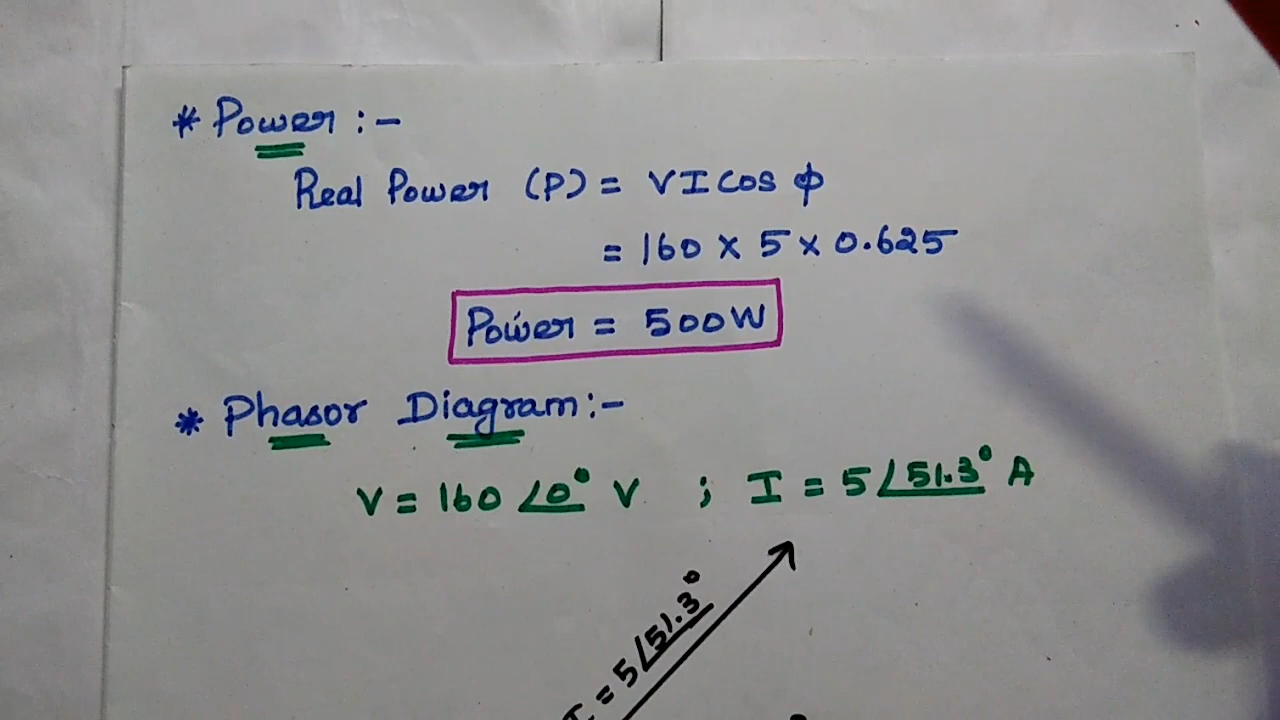 * Power :-
Real Power (P) = VI cos ϕ
= 160 × 5 × 0.625
Power = 500W
* Phasor Diagram:-
V = 160 ∠0° V ; I = 5 ∠51.3° A
I = 5 ∠51.3°